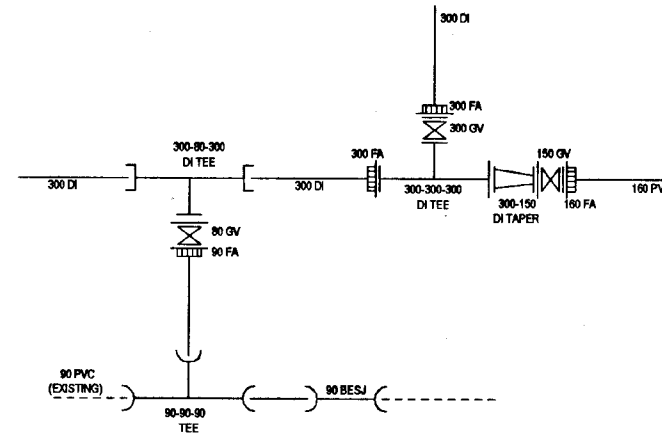 300 DI
300 FA
300 GV
300-80-300
DI TEE
300 FA
150 GV
300 DI
300 DI
300-300-300
DI TEE
300-150
DI TAPER
160 FA
160 PV
80 GV
90 FA
90 PVC
(EXISTING)
90 BESJ
90-90-90
TEE